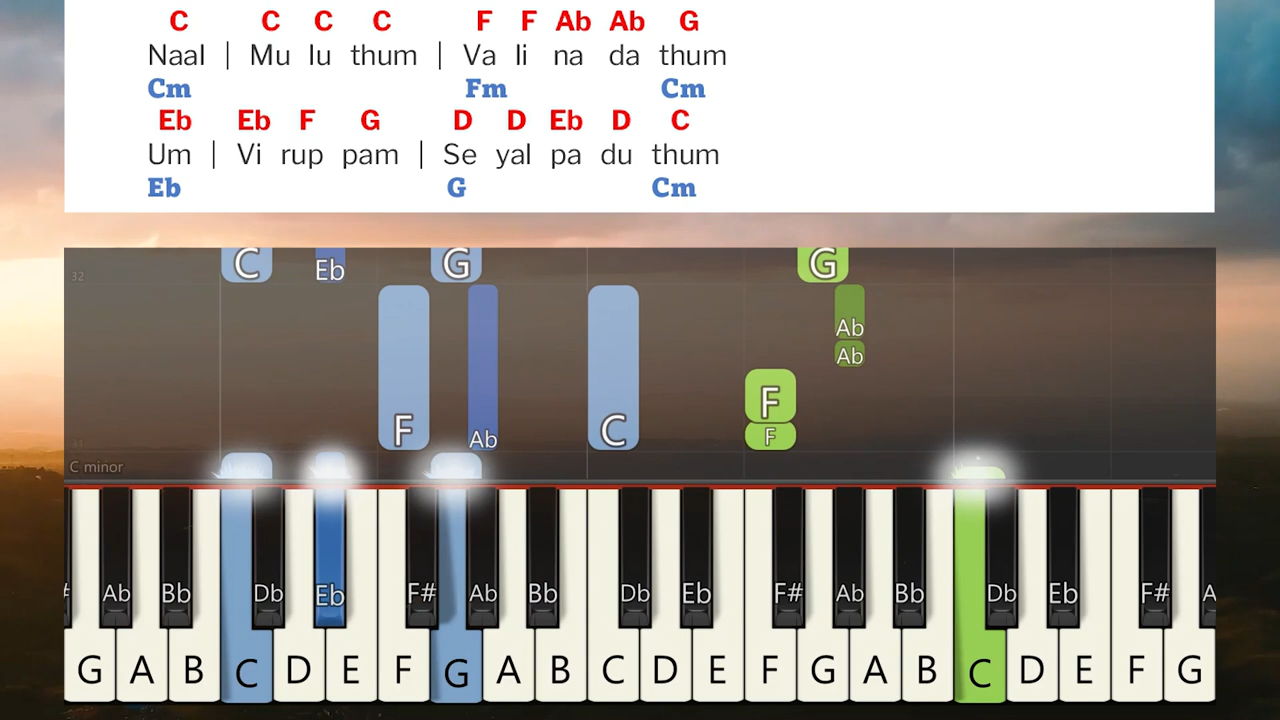 C C C C F F Ab Ab G
Naal | Mu lu thum | Va li na da thum
Cm Fm Cm
Eb Eb F G D D Eb D C
Um | Vi rup pam | Se yal pa du thum
Eb G Cm
C Eb G G
32
Ab
Ab
F
F C F
Ab
C minor
Ab Bb Db Eb F# Ab Bb Db Eb F# Ab Bb Db Eb F# A
G A B C D E F G A B C D E F G A B C D E F G